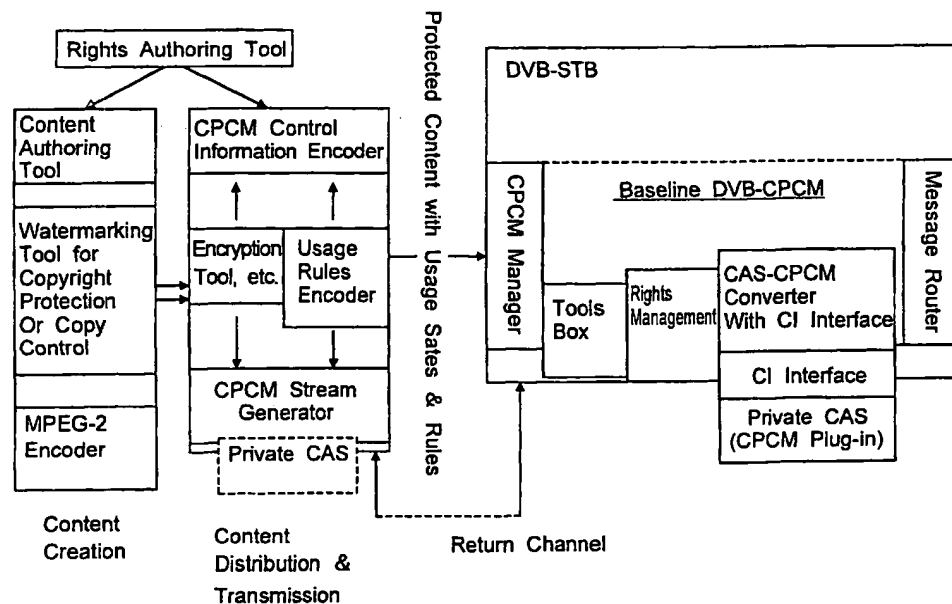 Rights Authoring Tool
Content
Authoring
Tool
Watermarking
Tool for
Copyright
Protection
Or Copy
Control
MPEG-2
Encoder
Content
Creation
CPCM Control
Information Encoder
Encryption
Tool, etc.
Usage
Rules
Encoder
CPCM Stream
Generator
Private CAS
Content
Distribution &
Transmission
Protected Content with Usage Sates & Rules
Return Channel
DVB-STB
CPCM Manager
Baseline DVB-CPCM
Tools
Box
Rights
Management
CAS-CPCM
Converter
With CI Interface
CI Interface
Private CAS
(CPCM Plug-in)
Message Router